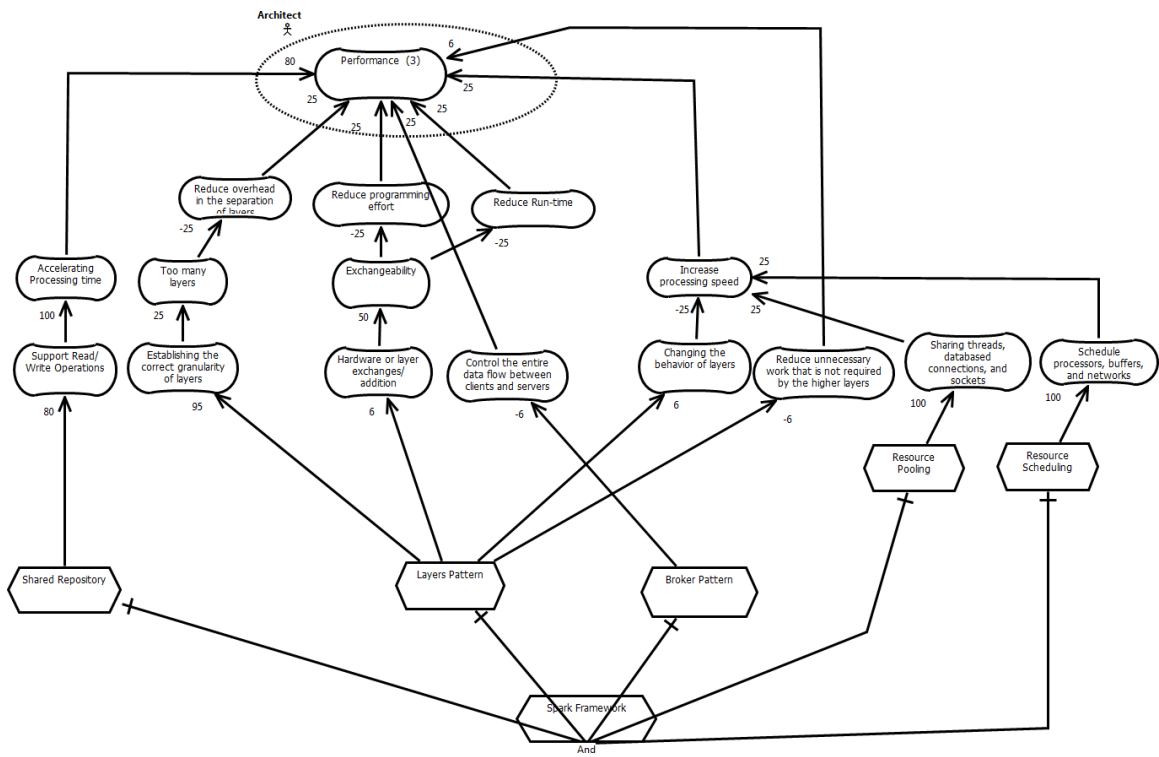 Architect
6
80
Performance (3)
25
25
25
25
25
Reduce overhead
in the separation
of layers
Reduce programming
effort
Reduce Run-time
-25
-25
-25
Accelerating
Processing time
Too many
layers
Exchangeability
Increase
processing speed
25
100
25
50
-25
25
Support Read/
Write Operations
Establishing the
correct granularity
of layers
Hardware or layer
exchanges/
addition
Control the entire
data flow between
clients and servers
Changing the
behavior of layers
Reduce unnecessary
work that is not required
by the higher layers
Sharing threads,
databased
connections, and
sockets
Schedule
processors, buffers,
and networks
80
95
6
-6
6
-6
100
100
Resource
Pooling
Resource
Scheduling
Shared Repository
Layers Pattern
Broker Pattern
Spark Framework
And